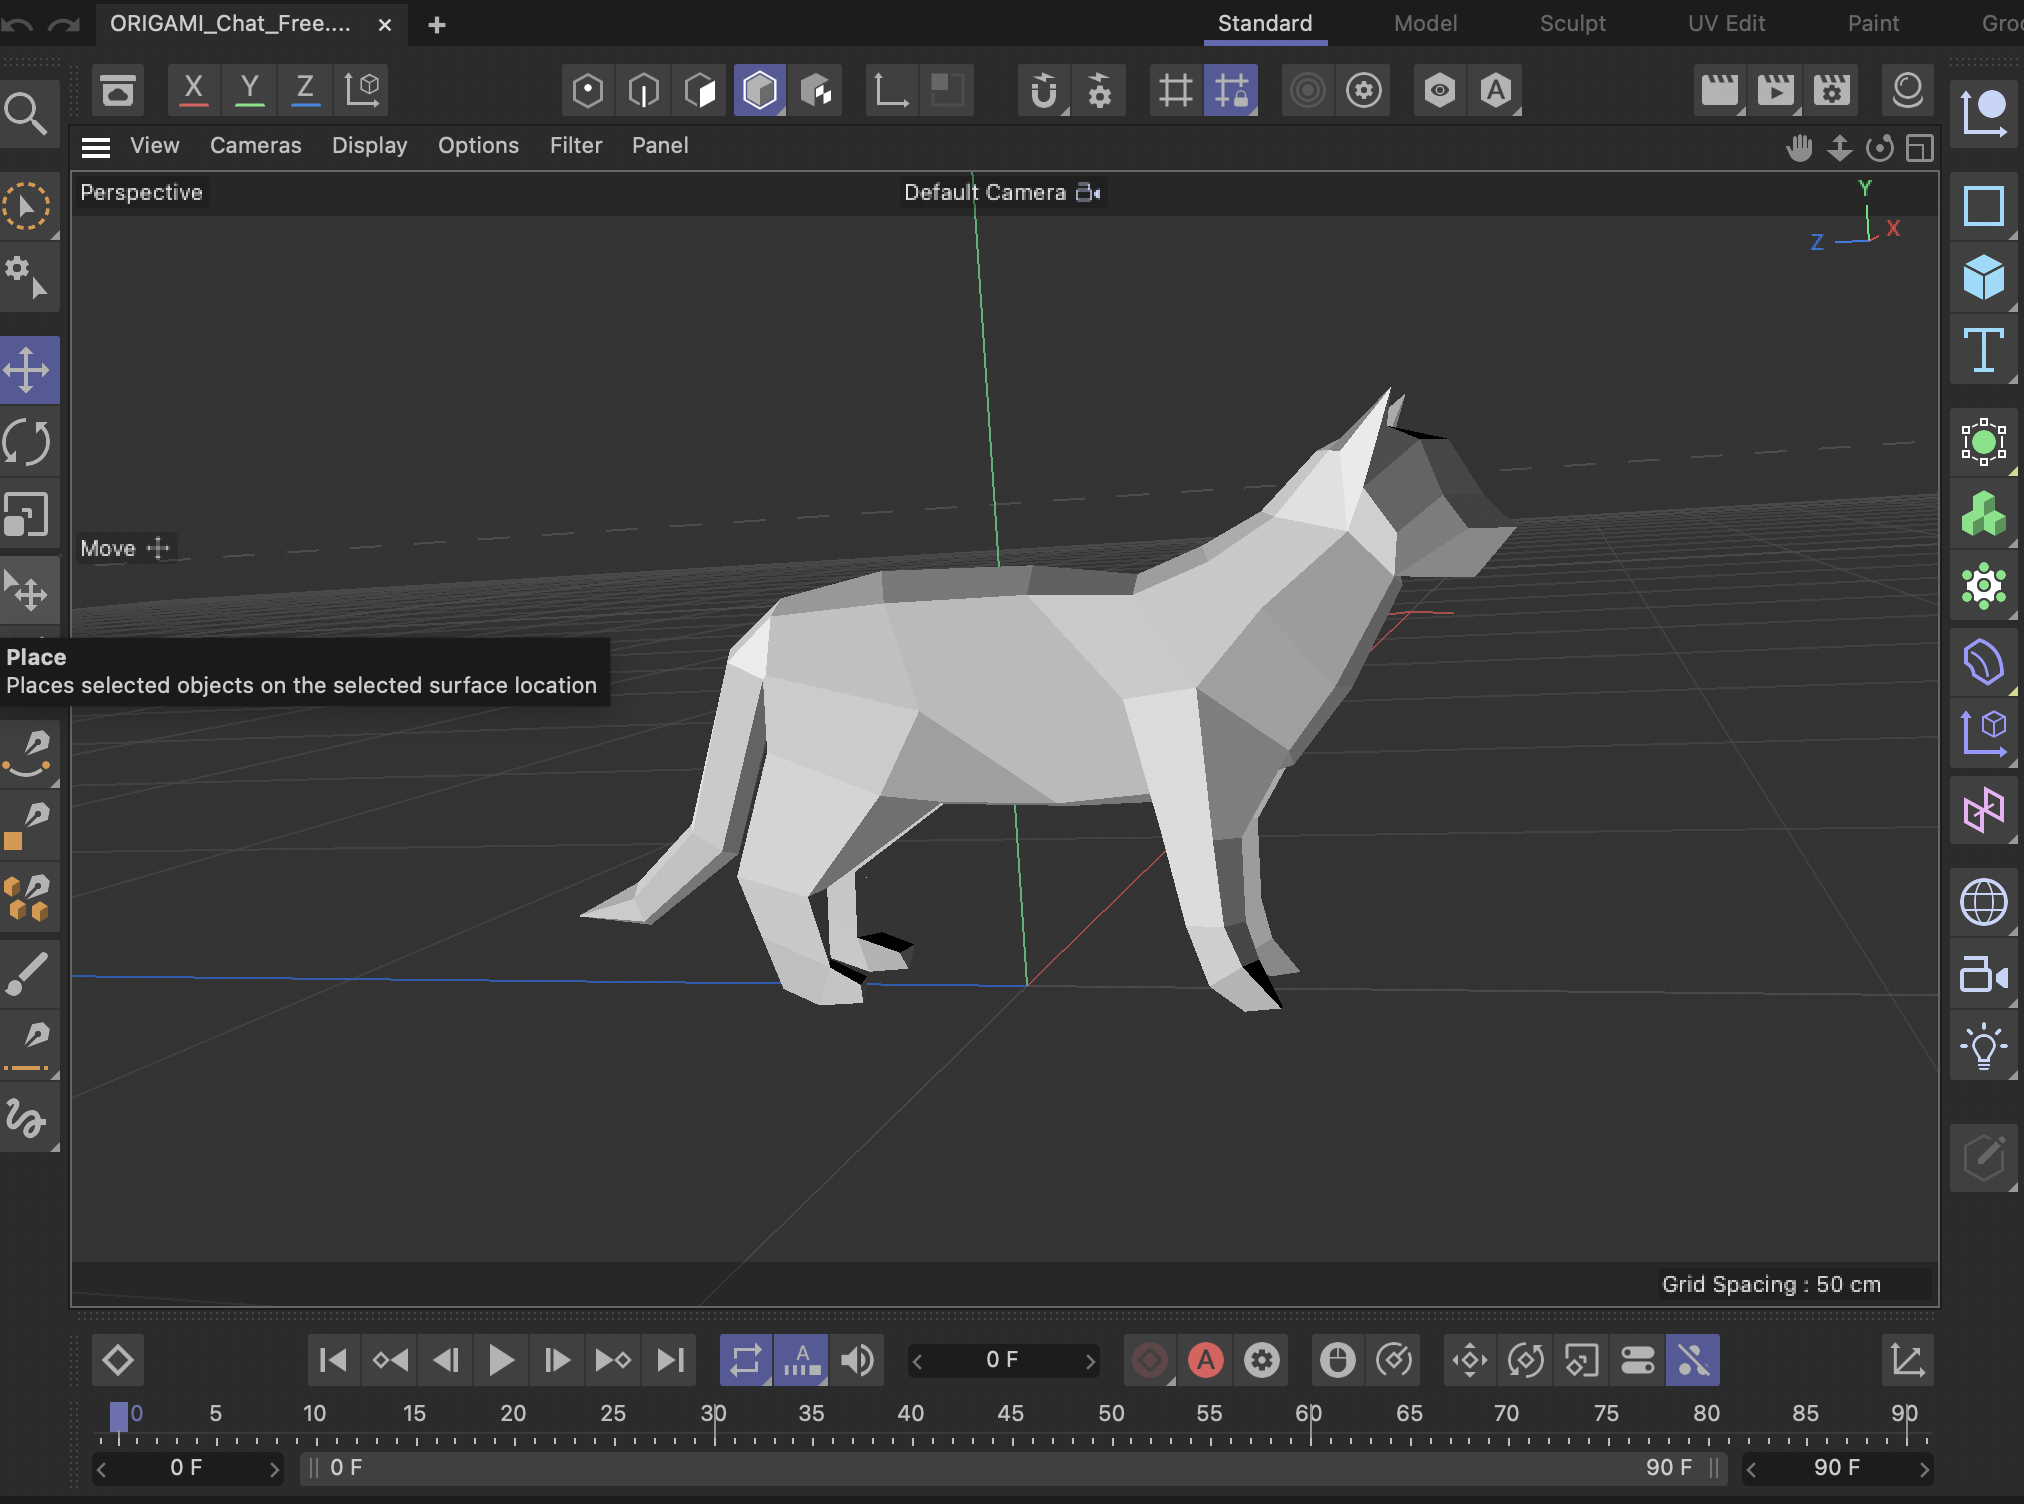 ORIGAMI_Chat_Free....
Standard
Model
Sculpt
UV Edit
Paint
Gro
X
Y
Z
A
View
Cameras
Display
Options
Filter
Panel
Perspective
Default Camera
Y
X
Z
Move
Place
Places selected objects on the selected surface location
Grid Spacing : 50 cm
A
0 F
A
0
5
10
15
20
25
30
35
40
45
50
55
60
65
70
75
80
85
90
0 F
0 F
90 F
90 F